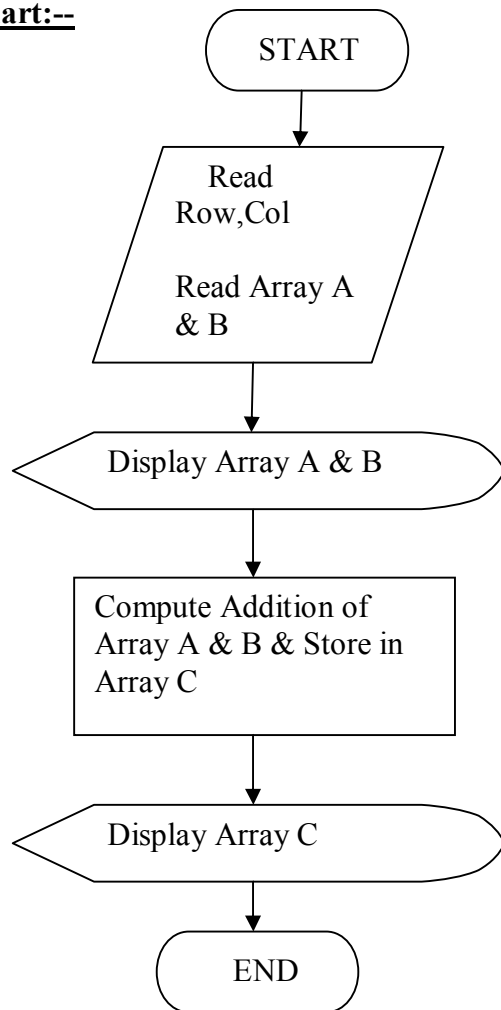 art:--
START
Read
Row,Col
Read Array A
& B
Display Array A & B
Compute Addition of
Array A & B & Store in
Array C
Display Array C
END